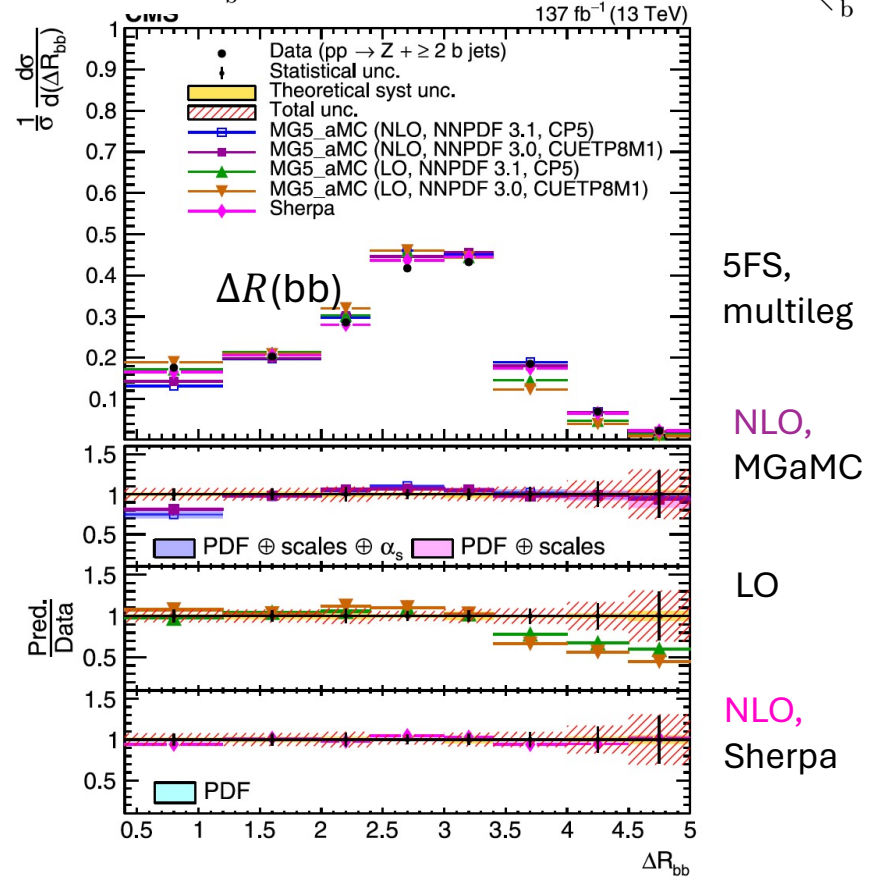 b
b
CMS
137 fb⁻¹ (13 TeV)
1/σ dσ/d(ΔR_bb)
1
0.9
0.8
0.7
0.6
0.5
0.4
0.3
0.2
0.1
Data (pp → Z + ≥ 2 b jets)
Statistical unc.
Theoretical syst unc.
Total unc.
MG5_aMC (NLO, NNPDF 3.1, CP5)
MG5_aMC (NLO, NNPDF 3.0, CUETP8M1)
MG5_aMC (LO, NNPDF 3.1, CP5)
MG5_aMC (LO, NNPDF 3.0, CUETP8M1)
Sherpa
ΔR(bb)
5FS,
multileg
1.5
1
0.5
PDF ⊕ scales ⊕ α_s
PDF ⊕ scales
NLO,
MGaMC
Pred.
Data
1.5
1
0.5
LO
1.5
1
0.5
PDF
NLO,
Sherpa
0.5 1 1.5 2 2.5 3 3.5 4 4.5 5
ΔR_bb